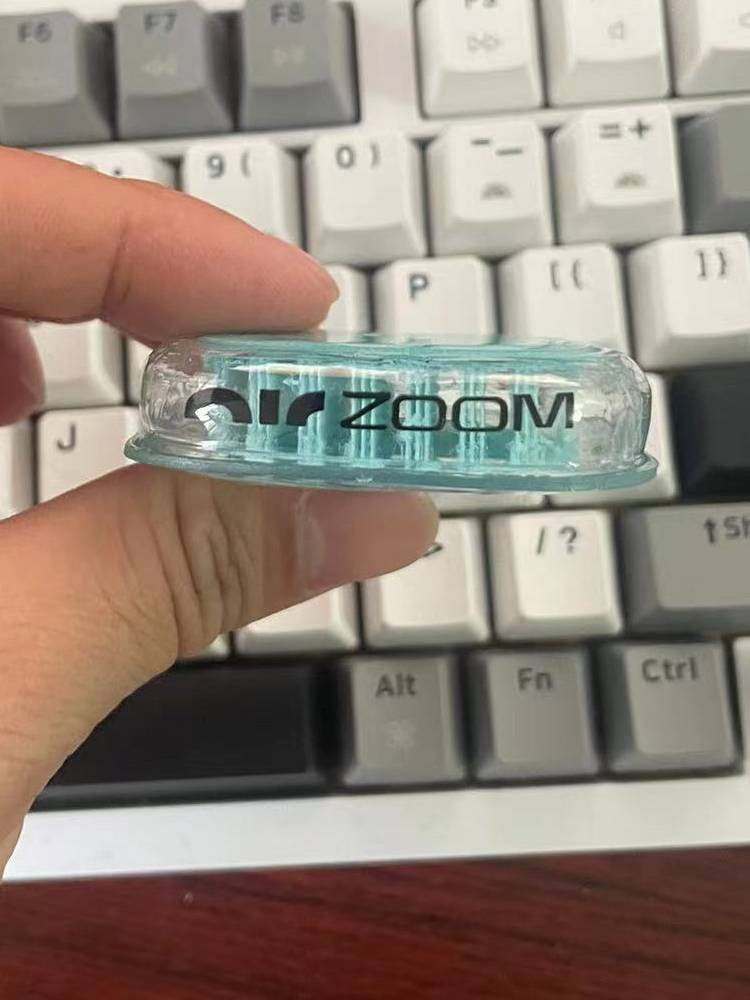 F6 F7 F8
9 ( 0 ) - _ = +
P [ { ] }
air ZOOM
J
/ ?
Alt Fn Ctrl